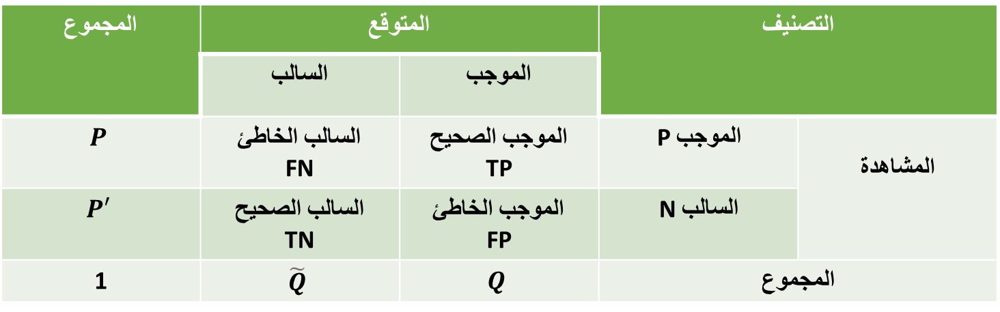 التصنيف
المتوقع
المجموع
الموجب
السالب
المشاهدة
الموجب P
الموجب الصحيح
TP
السالب الخاطئ
FN
P
السالب N
الموجب الخاطئ
FP
السالب الصحيح
TN
P′
المجموع
Q
Q̃
1